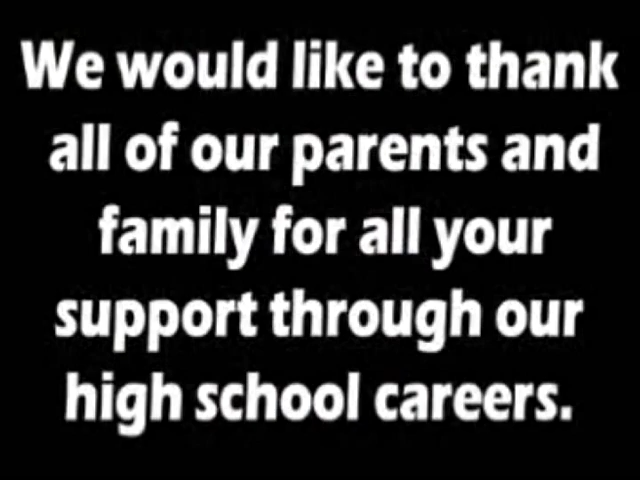 We would like to thank
all of our parents and
family for all your
support through our
high school careers.